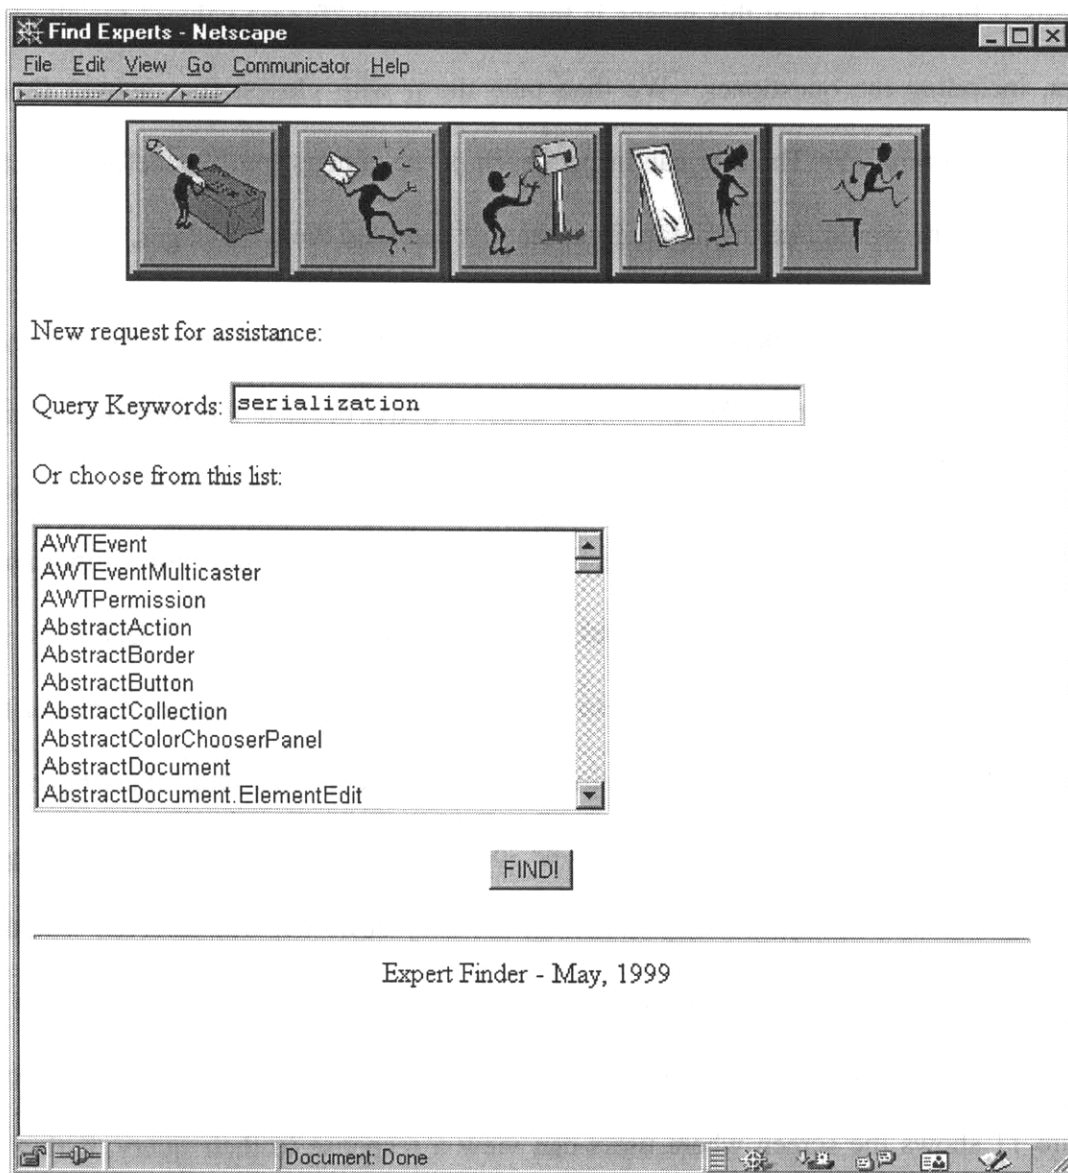 Find Experts - Netscape
File Edit View Go Communicator Help
New request for assistance:
Query Keywords: serialization
Or choose from this list:
AWTEvent
AWTEventMulticaster
AWTPermission
AbstractAction
AbstractBorder
AbstractButton
AbstractCollection
AbstractColorChooserPanel
AbstractDocument
AbstractDocument.ElementEdit
FIND!
Expert Finder - May, 1999
Document: Done